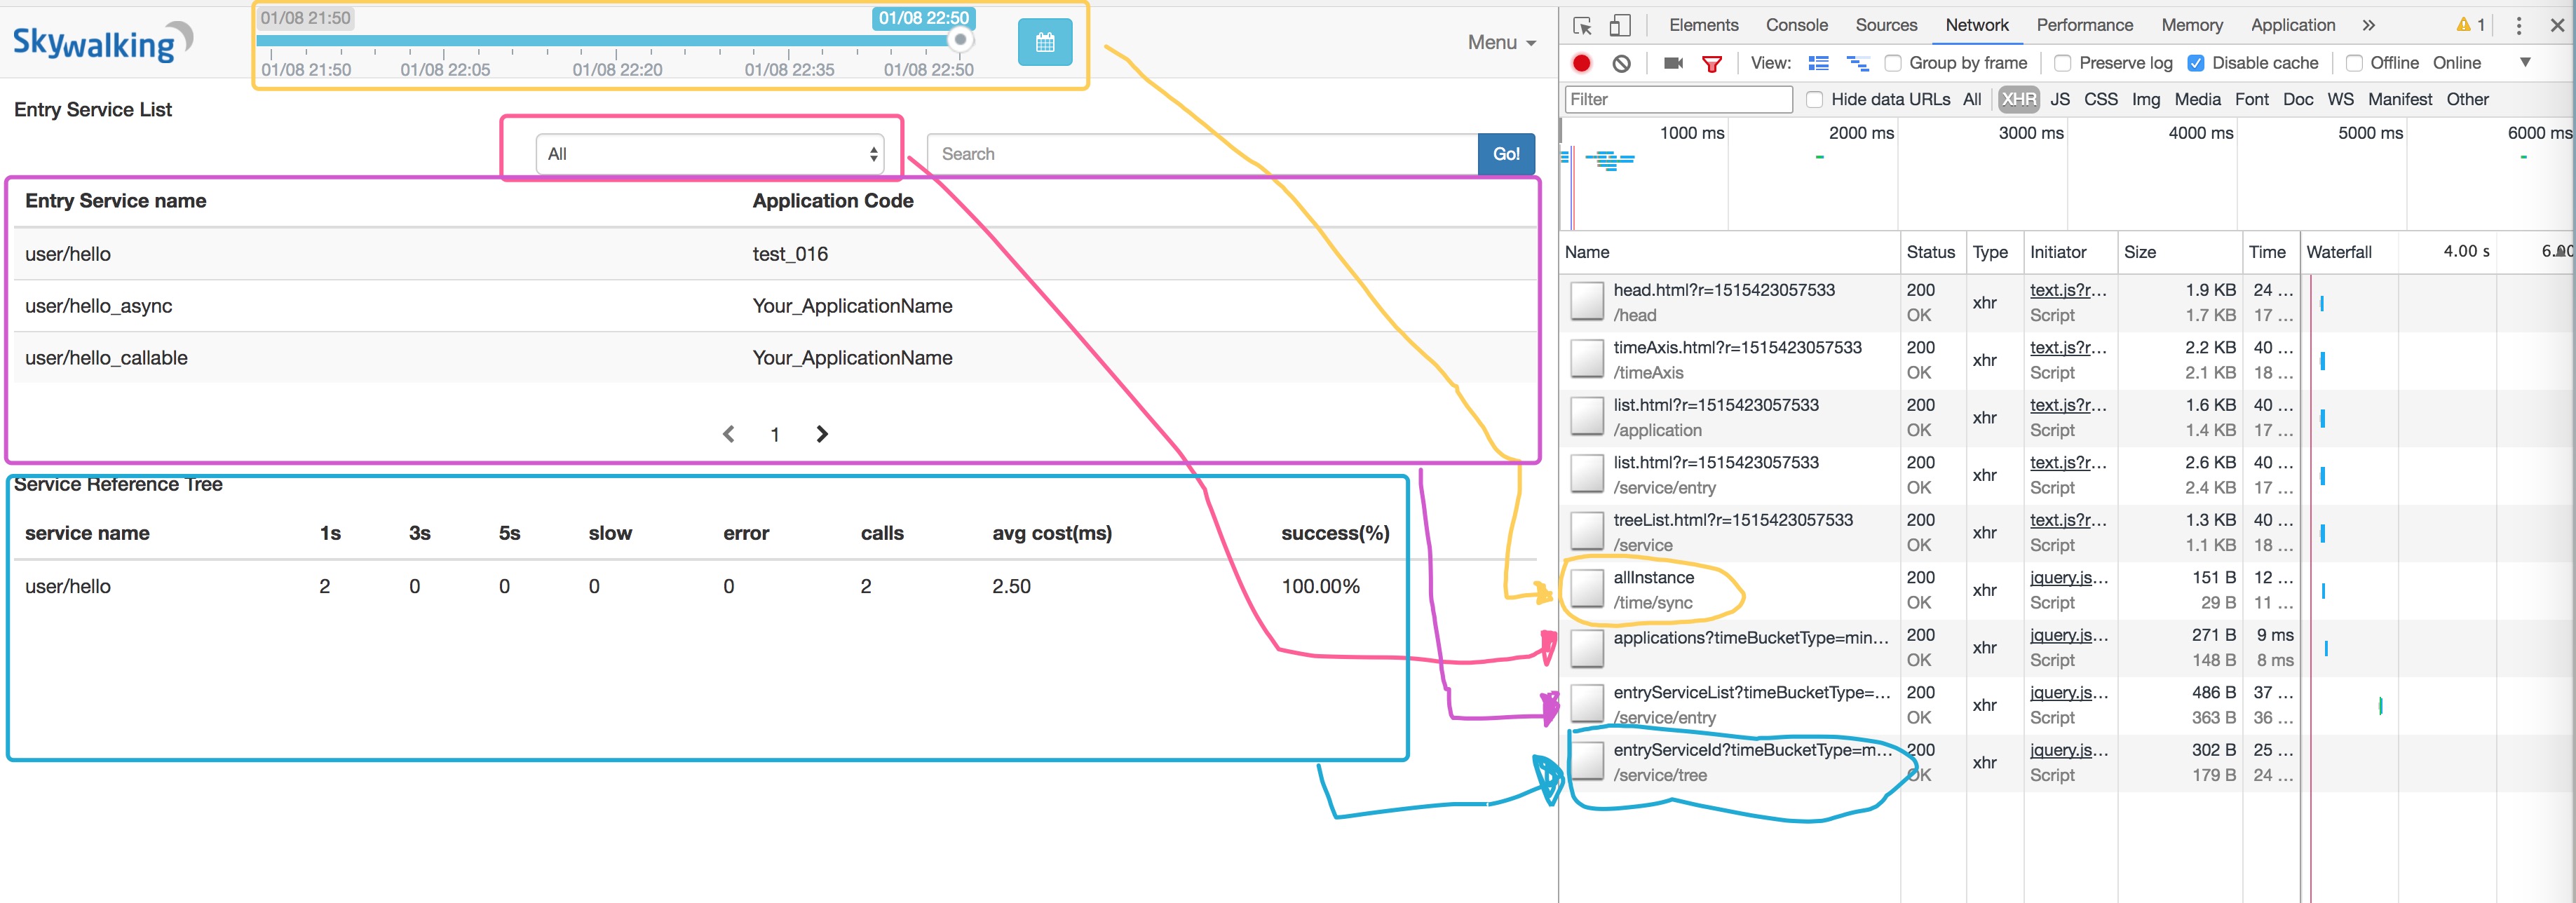 Skywalking
01/08 21:50 01/08 22:50
01/08 21:50 01/08 22:05 01/08 22:20 01/08 22:35 01/08 22:50
Menu
Entry Service List
All Search Go!
Entry Service name Application Code
user/hello test_016
user/hello_async Your_ApplicationName
user/hello_callable Your_ApplicationName
1
Service Reference Tree
service name 1s 3s 5s slow error calls avg cost(ms) success(%)
user/hello 2 0 0 0 0 2 2.50 100.00%
Elements Console Sources Network Performance Memory Application » 1
View: Group by frame Preserve log Disable cache Offline Online
Filter Hide data URLs All XHR JS CSS Img Media Font Doc WS Manifest Other
1000 ms 2000 ms 3000 ms 4000 ms 5000 ms 6000 ms
Name Status Type Initiator Size Time Waterfall 4.00 s
head.html?r=1515423057533 200 xhr text.js?r... 1.9 KB 24 ...
/head OK Script 1.7 KB 17 ...
timeAxis.html?r=1515423057533 200 xhr text.js?r... 2.2 KB 40 ...
/timeAxis OK Script 2.1 KB 18 ...
list.html?r=1515423057533 200 xhr text.js?r... 1.6 KB 40 ...
/application OK Script 1.4 KB 17 ...
list.html?r=1515423057533 200 xhr text.js?r... 2.6 KB 40 ...
/service/entry OK Script 2.4 KB 17 ...
treeList.html?r=1515423057533 200 xhr text.js?r... 1.3 KB 40 ...
/service OK Script 1.1 KB 18 ...
allInstance 200 xhr jquery.js... 151 B 12 ...
/time/sync OK Script 29 B 11 ...
applications?timeBucketType=min... 200 xhr jquery.js... 271 B 9 ms
OK Script 148 B 8 ms
entryServiceList?timeBucketType=... 200 xhr jquery.js... 486 B 37 ...
/service/entry OK Script 363 B 36 ...
entryServiceId?timeBucketType=m... 200 xhr jquery.js... 302 B 25 ...
/service/tree OK Script 179 B 24 ...